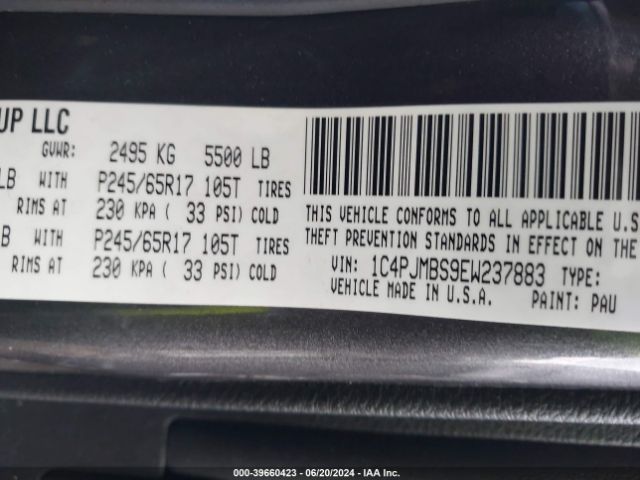 UP LLC
GVWR: 2495 KG 5500 LB
LB WITH P245/65R17 105T TIRES
RIMS AT 230 KPA ( 33 PSI) COLD
B WITH P245/65R17 105T TIRES
RIMS AT 230 KPA ( 33 PSI) COLD
THIS VEHICLE CONFORMS TO ALL APPLICABLE U.S
THEFT PREVENTION STANDARDS IN EFFECT ON THE
VIN: 1C4PJMBS9EW237883 TYPE:
VEHICLE MADE IN U.S.A. PAINT: PAU
000-39660423 - 06/20/2024 - IAA Inc.